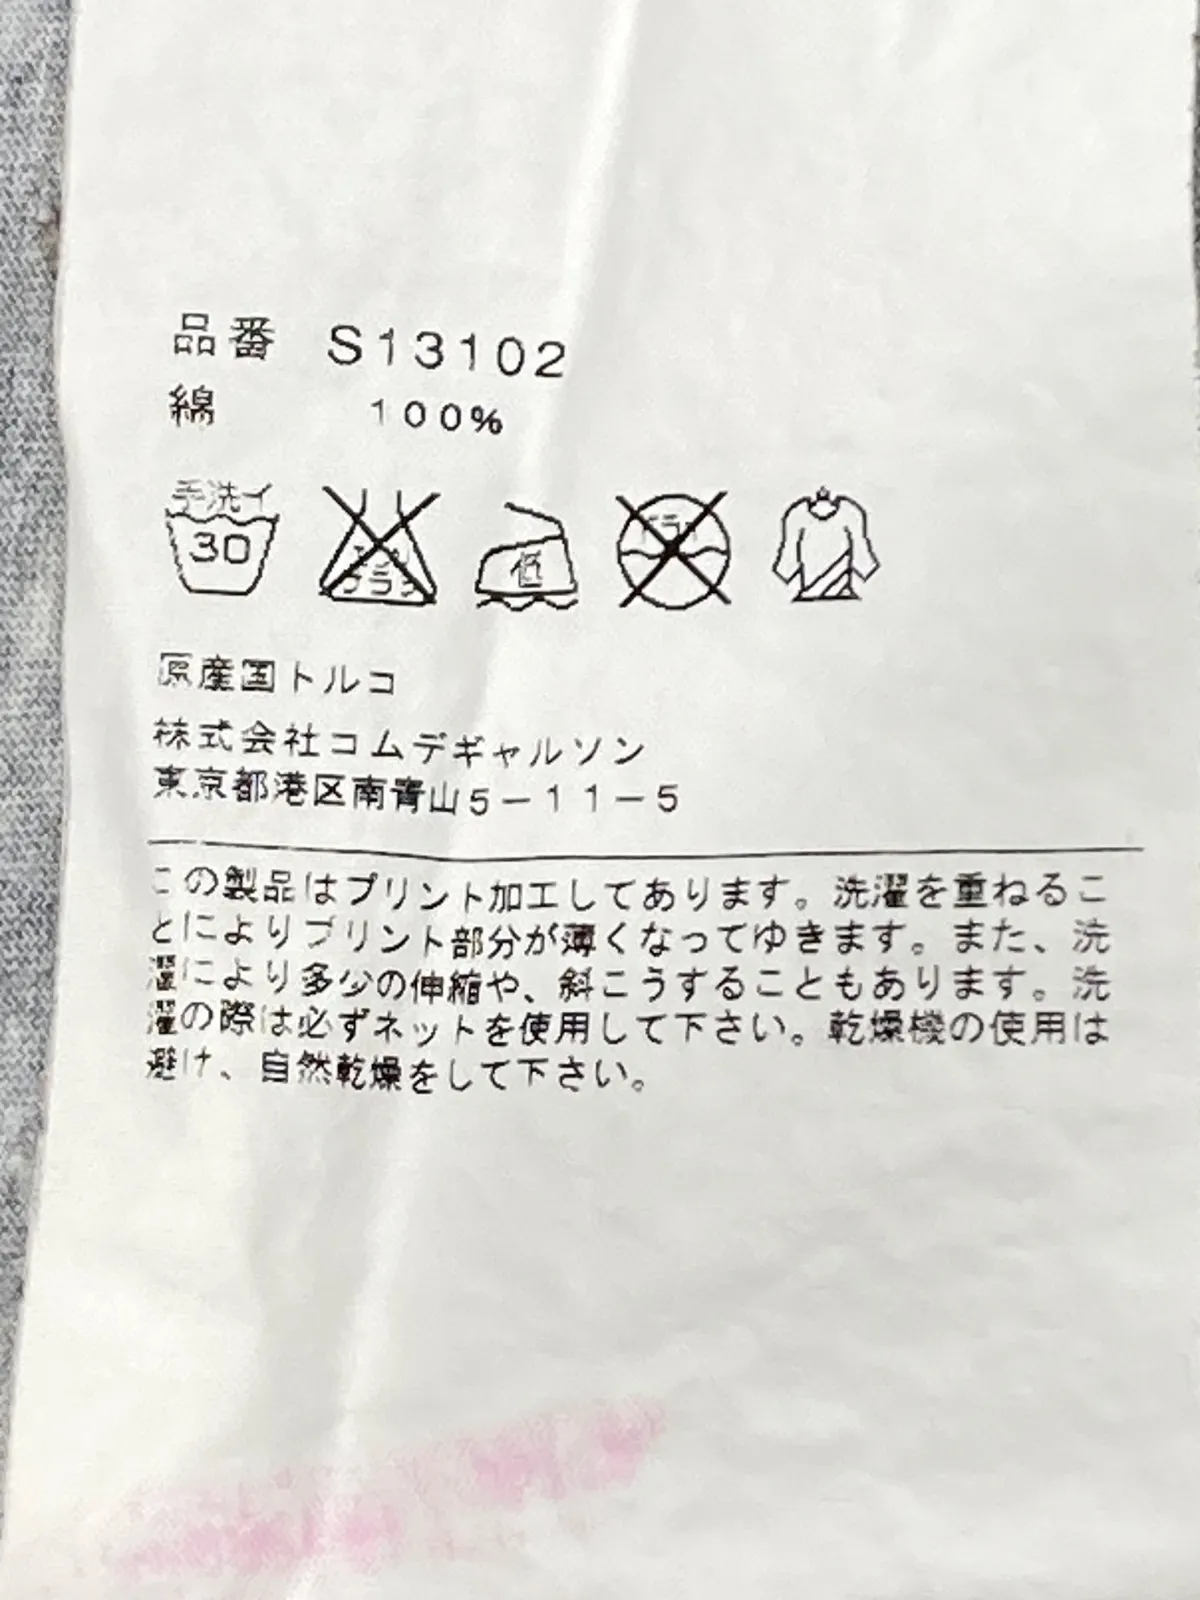 品番 S13102
綿 100%
手洗イ
30
エンソ
サラシ
低
ドライ
原産国トルコ
株式会社コムデギャルソン
東京都港区南青山5-11-5
この製品はプリント加工してあります。洗濯を重ねるこ
とによりプリント部分が薄くなってゆきます。また、洗
濯により多少の伸縮や、斜こうすることもあります。洗
濯の際は必ずネットを使用して下さい。乾燥機の使用は
避け、自然乾燥をして下さい。